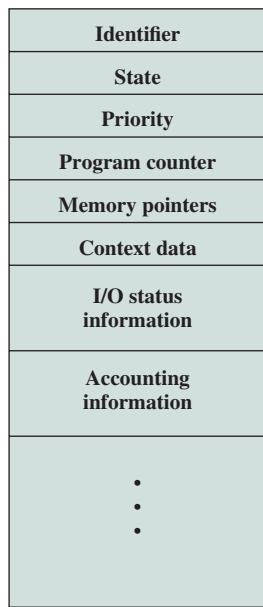 Identifier
State
Priority
Program counter
Memory pointers
Context data
I/O status
information
Accounting
information
•
•
•